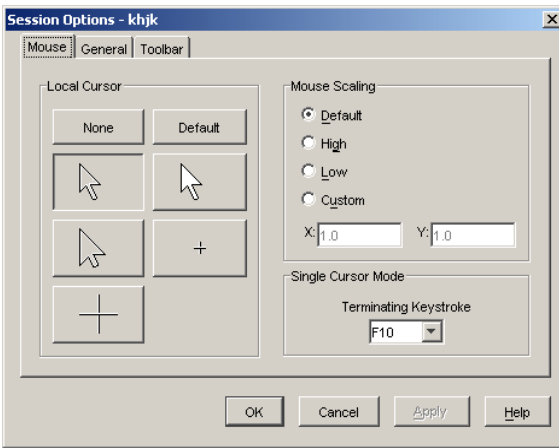 Session Options - khjk
Mouse General Toolbar
Local Cursor
None Default
Mouse Scaling
Default
High
Low
Custom
X: 1.0 Y: 1.0
Single Cursor Mode
Terminating Keystroke
F10
OK Cancel Apply Help